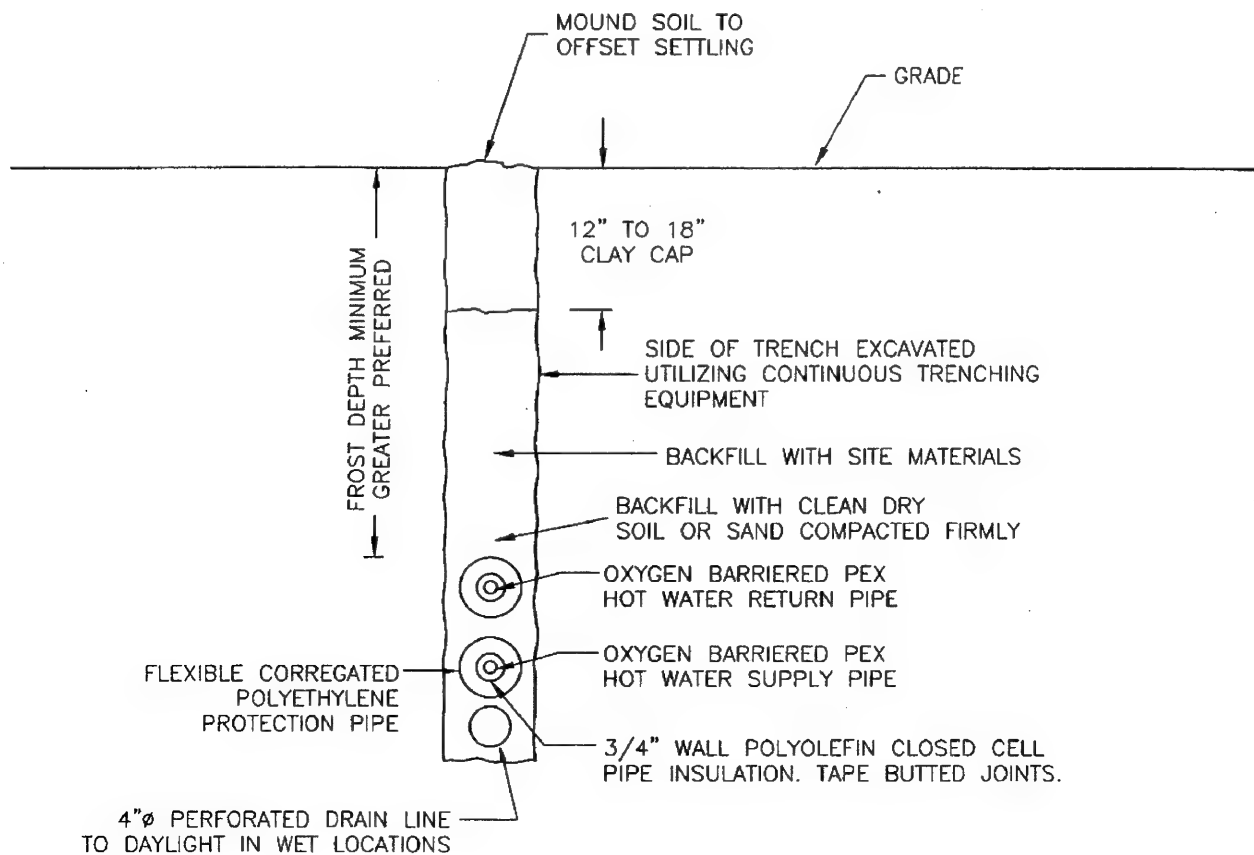 MOUND SOIL TO
OFFSET SETTLING
GRADE
12" TO 18"
CLAY CAP
FROST DEPTH MINIMUM
GREATER PREFERRED
SIDE OF TRENCH EXCAVATED
UTILIZING CONTINUOUS TRENCHING
EQUIPMENT
BACKFILL WITH SITE MATERIALS
BACKFILL WITH CLEAN DRY
SOIL OR SAND COMPACTED FIRMLY
OXYGEN BARRIERED PEX
HOT WATER RETURN PIPE
OXYGEN BARRIERED PEX
HOT WATER SUPPLY PIPE
FLEXIBLE CORREGATED
POLYETHYLENE
PROTECTION PIPE
3/4" WALL POLYOLEFIN CLOSED CELL
PIPE INSULATION. TAPE BUTTED JOINTS.
4"ø PERFORATED DRAIN LINE
TO DAYLIGHT IN WET LOCATIONS